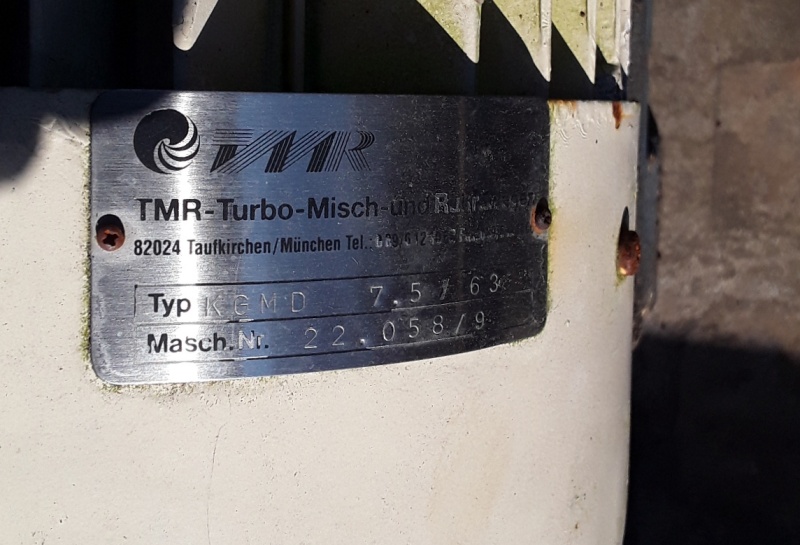 TMR
TMR-Turbo-Misch-und
82024 Taufkirchen/München Tel.:
Typ KGMD 7.5/63
Masch.Nr. 22.058/9